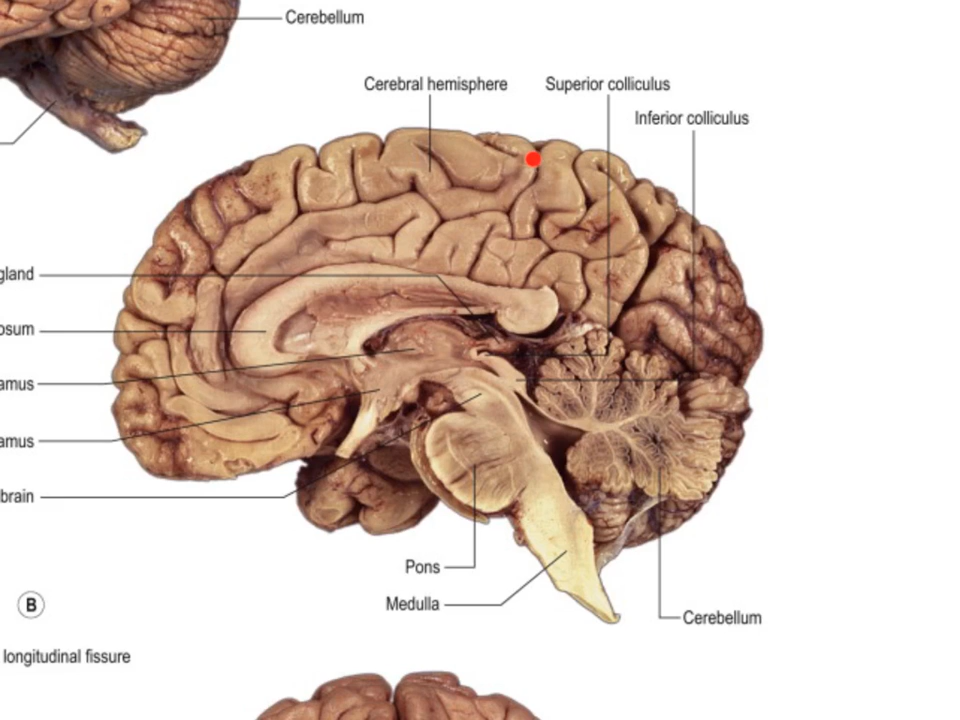 Cerebellum
Cerebral hemisphere
Superior colliculus
Inferior colliculus
gland
osum
amus
amus
brain
Pons
Medulla
Cerebellum
B
longitudinal fissure